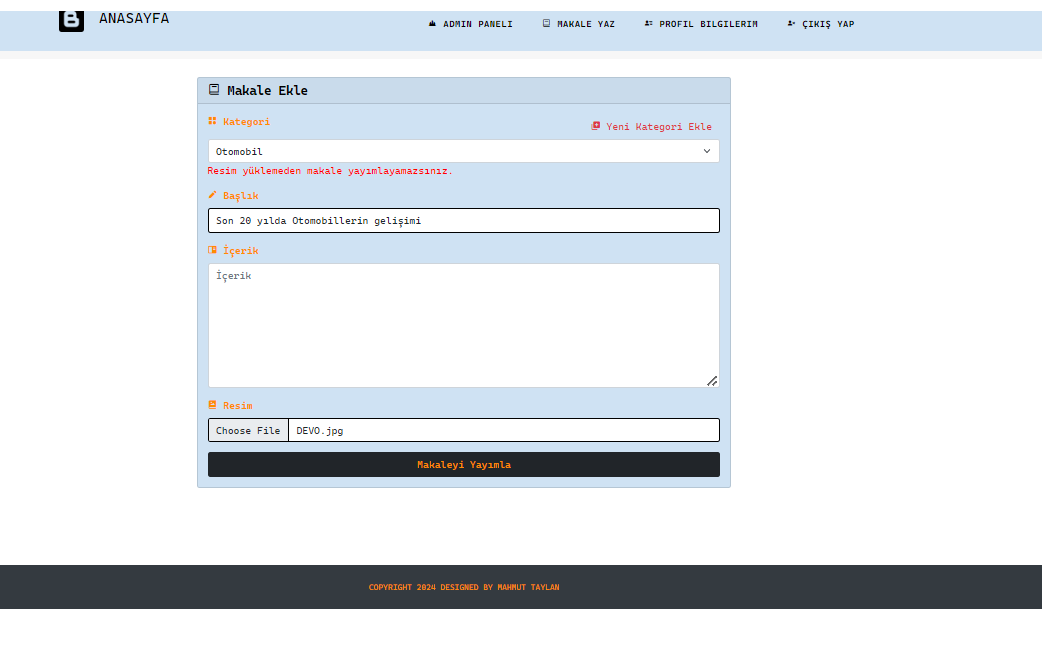 ANASAYFA
ADMIN PANELI
MAKALE YAZ
PROFIL BILGILERIM
ÇIKIŞ YAP
Makale Ekle
Kategori
Yeni Kategori Ekle
Otomobil
Resim yüklemeden makale yayımlayamazsınız.
Başlık
Son 20 yılda Otomobillerin gelişimi
İçerik
İçerik
Resim
Choose File DEVO.jpg
Makaleyi Yayımla
COPYRIGHT 2024 DESIGNED BY MAHMUT TAYLAN